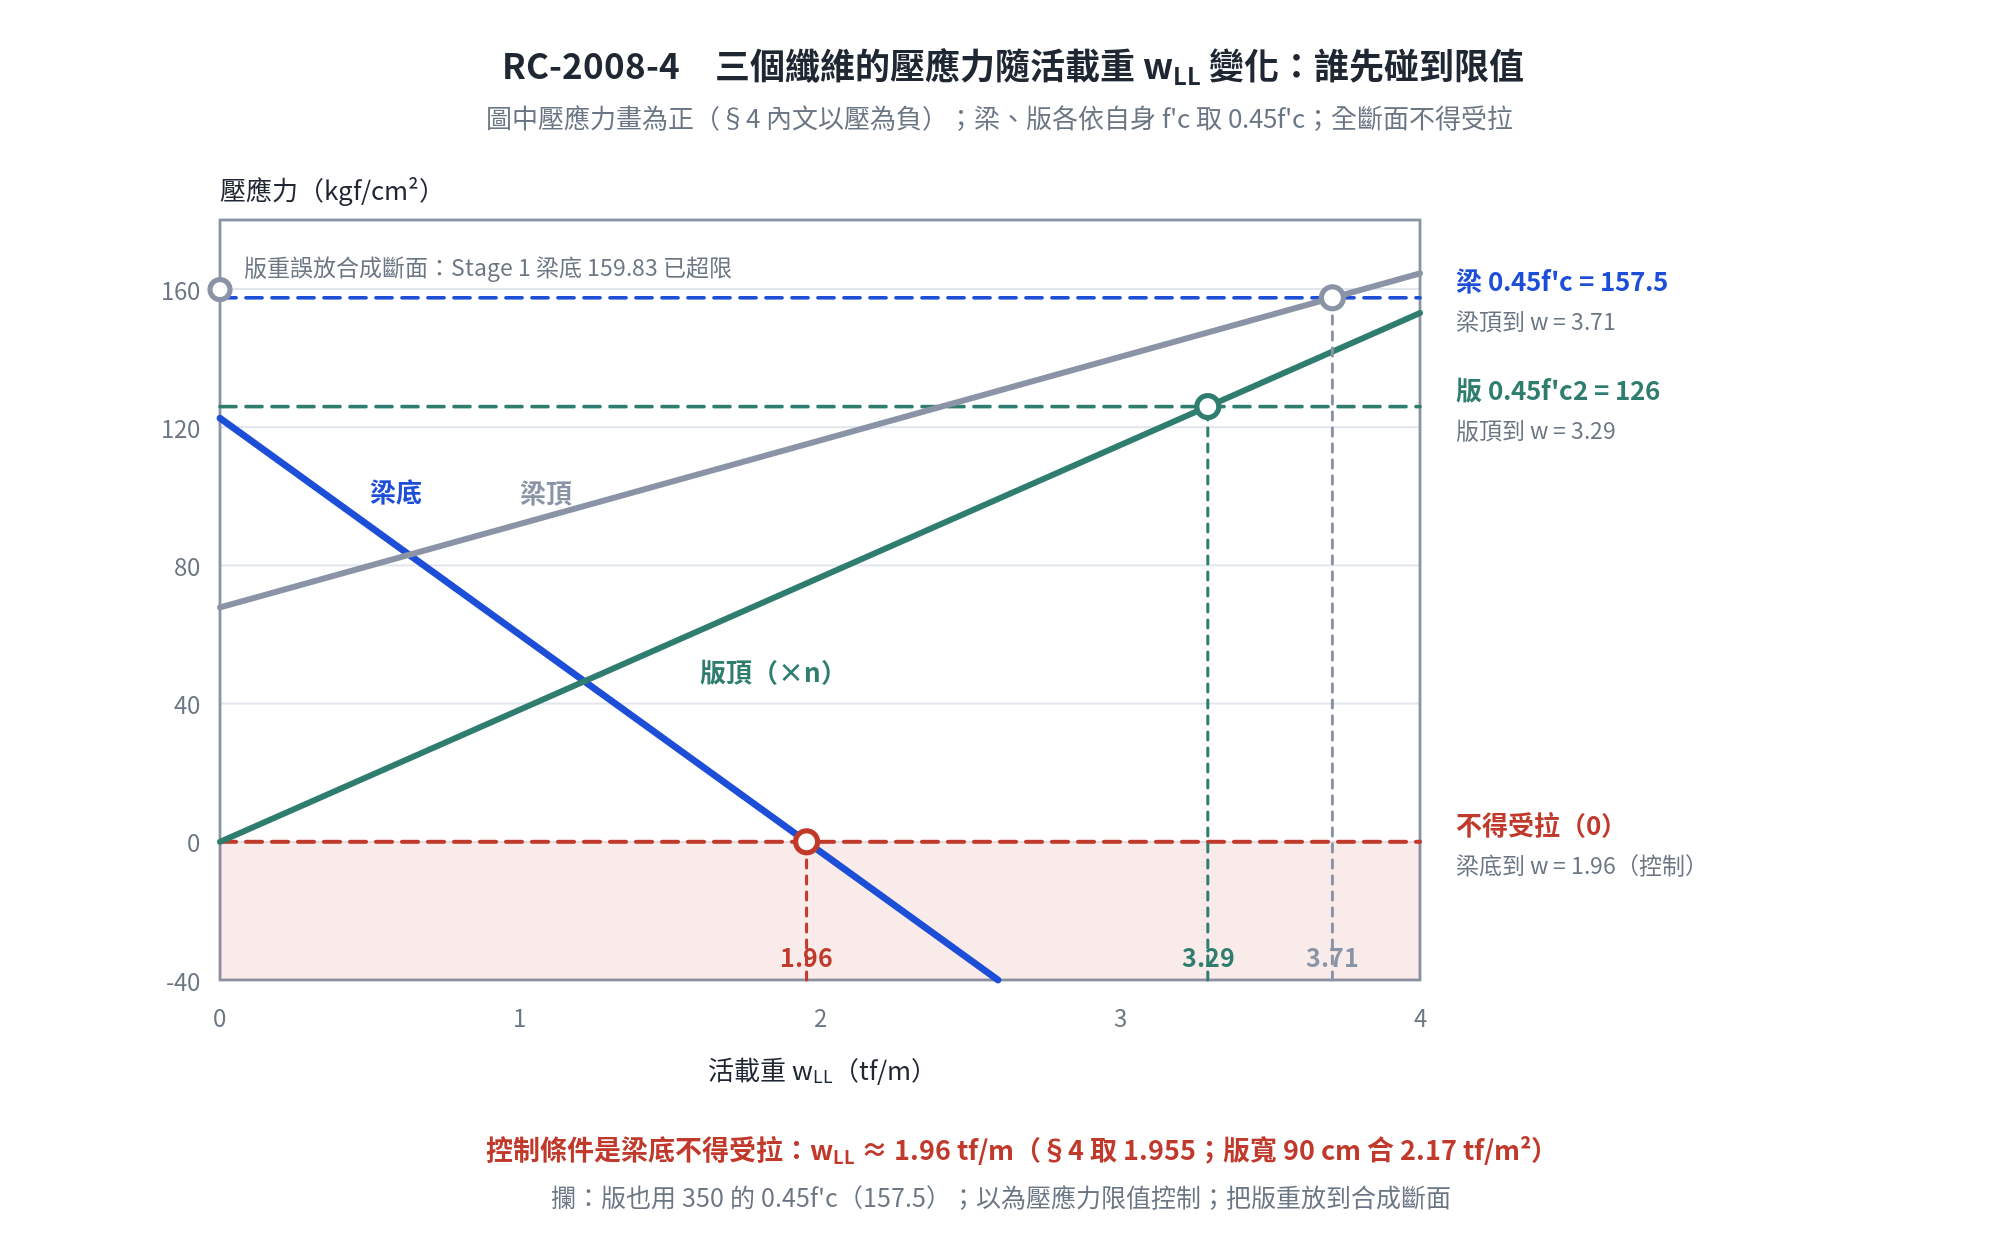 RC-2008-4　三個纖維的壓應力隨活載重 wLL 變化：誰先碰到限值
圖中壓應力畫為正（§4 內文以壓為負）；梁、版各依自身 f'c 取 0.45f'c；全斷面不得受拉
壓應力（kgf/cm²）
版重誤放合成斷面：Stage 1 梁底 159.83 已超限
160
120
80
40
0
-40
梁 0.45f'c = 157.5
梁頂到 w = 3.71
版 0.45f'c2 = 126
版頂到 w = 3.29
梁底
梁頂
版頂（×n）
不得受拉（0）
梁底到 w = 1.96（控制）
1.96
3.29
3.71
0
1
2
3
4
活載重 wLL（tf/m）
控制條件是梁底不得受拉：wLL ≈ 1.96 tf/m（§4 取 1.955；版寬 90 cm 合 2.17 tf/m²）
攔：版也用 350 的 0.45f'c（157.5）；以為壓應力限值控制；把版重放到合成斷面